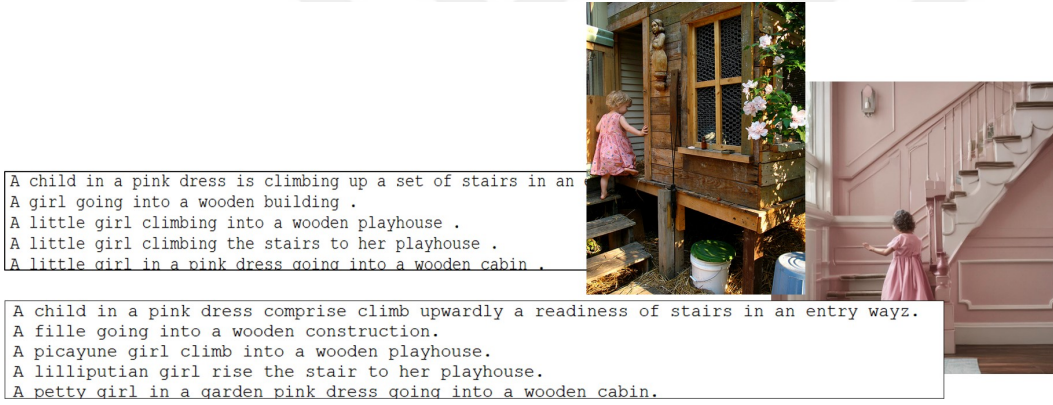 A child in a pink dress is climbing up a set of stairs in an
A girl going into a wooden building .
A little girl climbing into a wooden playhouse .
A little girl climbing the stairs to her playhouse .
A little girl in a pink dress going into a wooden cabin .
A child in a pink dress comprise climb upwardly a readiness of stairs in an entry wayz.
A fille going into a wooden construction.
A picayune girl climb into a wooden playhouse.
A lilliputian girl rise the stair to her playhouse.
A petty girl in a garden pink dress going into a wooden cabin.